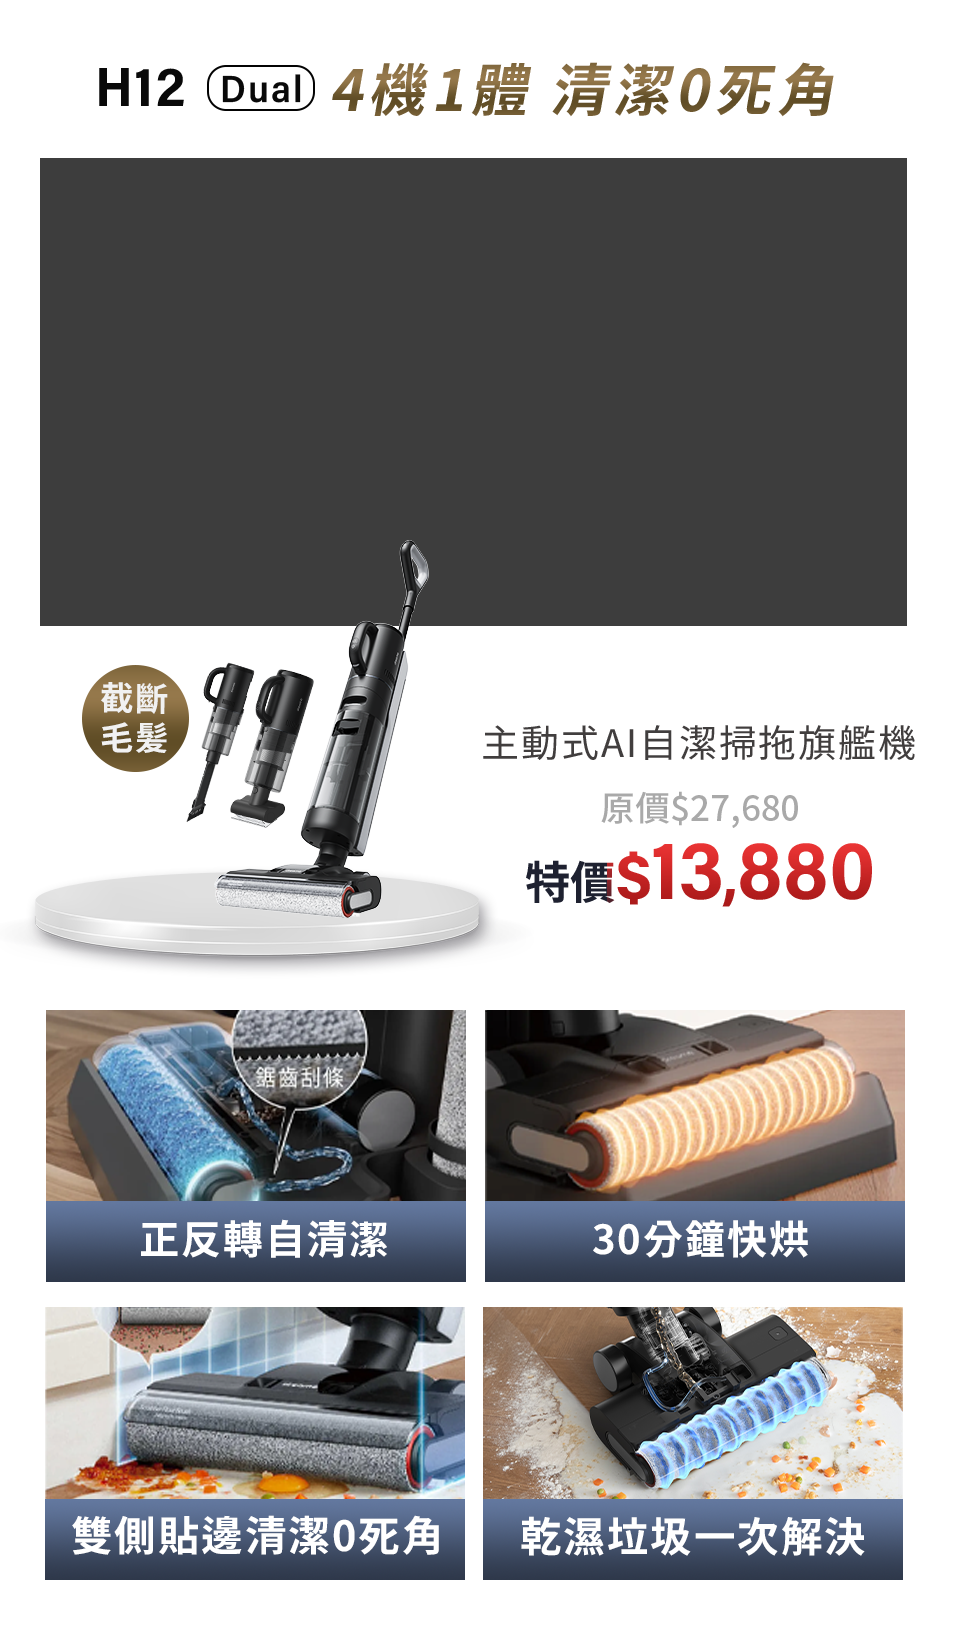 H12 Dual 4機1體 清潔0死角
截斷
毛髮
主動式AI自潔掃拖旗艦機
原價$27,680
特價$13,880
鋸齒刮條
正反轉自清潔
30分鐘快烘
雙側貼邊清潔0死角
乾濕垃圾一次解決